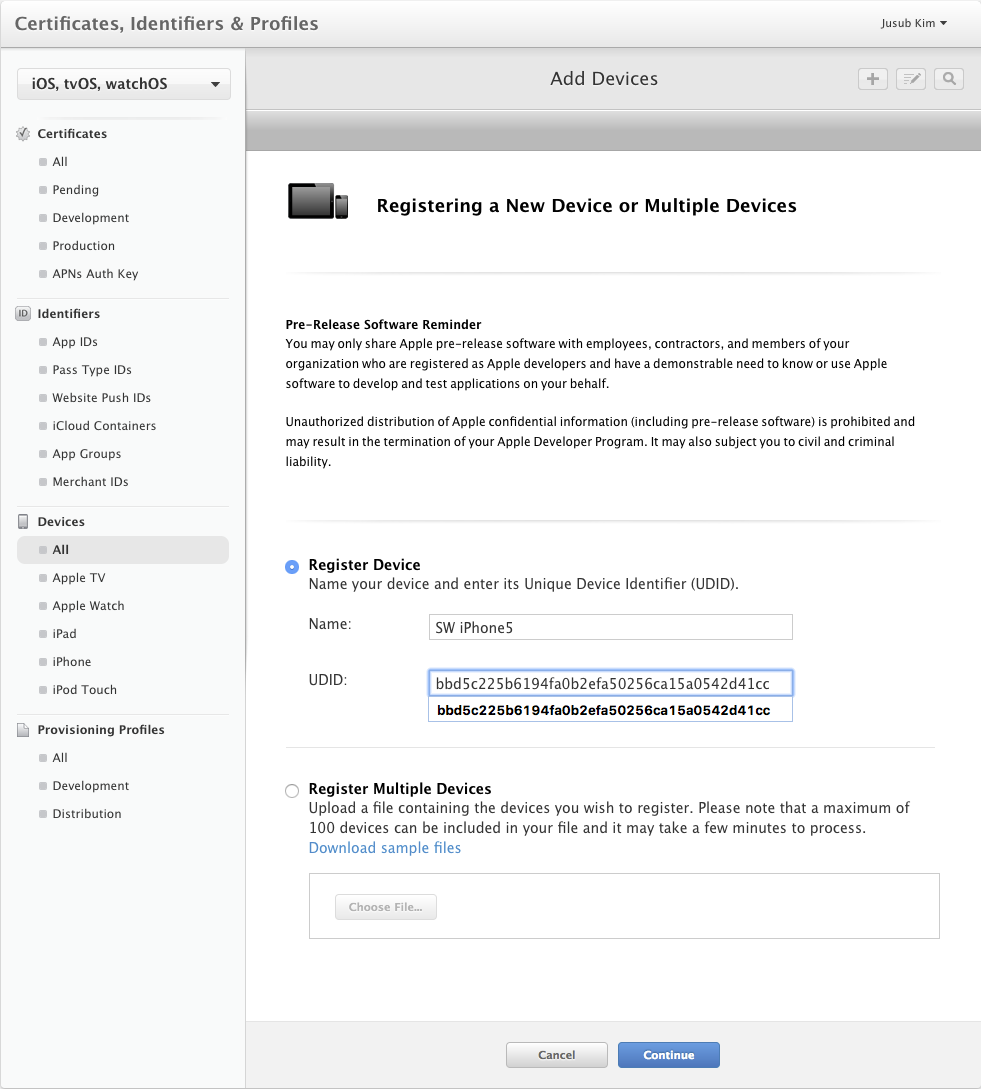 Certificates, Identifiers & Profiles
Jusub Kim
iOS, tvOS, watchOS
Add Devices
Certificates
All
Pending
Development
Production
APNs Auth Key
ID Identifiers
App IDs
Pass Type IDs
Website Push IDs
iCloud Containers
App Groups
Merchant IDs
Devices
All
Apple TV
Apple Watch
iPad
iPhone
iPod Touch
Provisioning Profiles
All
Development
Distribution
Registering a New Device or Multiple Devices
Pre-Release Software Reminder
You may only share Apple pre-release software with employees, contractors, and members of your
organization who are registered as Apple developers and have a demonstrable need to know or use Apple
software to develop and test applications on your behalf.
Unauthorized distribution of Apple confidential information (including pre-release software) is prohibited and
may result in the termination of your Apple Developer Program. It may also subject you to civil and criminal
liability.
Register Device
Name your device and enter its Unique Device Identifier (UDID).
Name:
SW iPhone5
UDID:
bbd5c225b6194fa0b2efa50256ca15a0542d41cc
bbd5c225b6194fa0b2efa50256ca15a0542d41cc
Register Multiple Devices
Upload a file containing the devices you wish to register. Please note that a maximum of
100 devices can be included in your file and it may take a few minutes to process.
Download sample files
Choose File...
Cancel
Continue